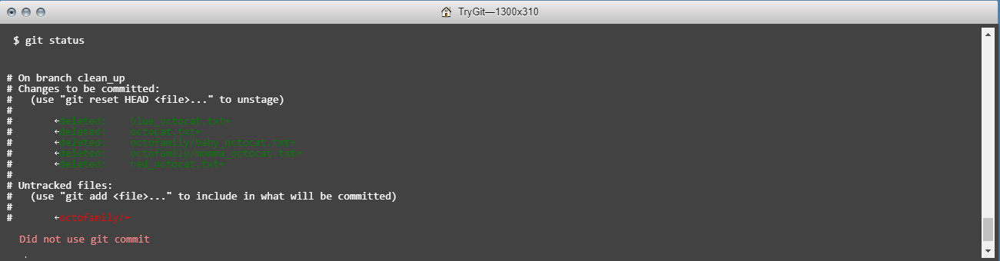 TryGit—1300x310
$ git status
# On branch clean_up
# Changes to be committed:
#   (use "git reset HEAD <file>..." to unstage)
#
#       ←deleted:    blue_octocat.txt←
#       ←deleted:    octocat.txt←
#       ←deleted:    octofamily/baby_octocat.txt←
#       ←deleted:    octofamily/momma_octocat.txt←
#       ←deleted:    red_octocat.txt←
#
# Untracked files:
#   (use "git add <file>..." to include in what will be committed)
#
#       ←octofamily/←
Did not use git commit